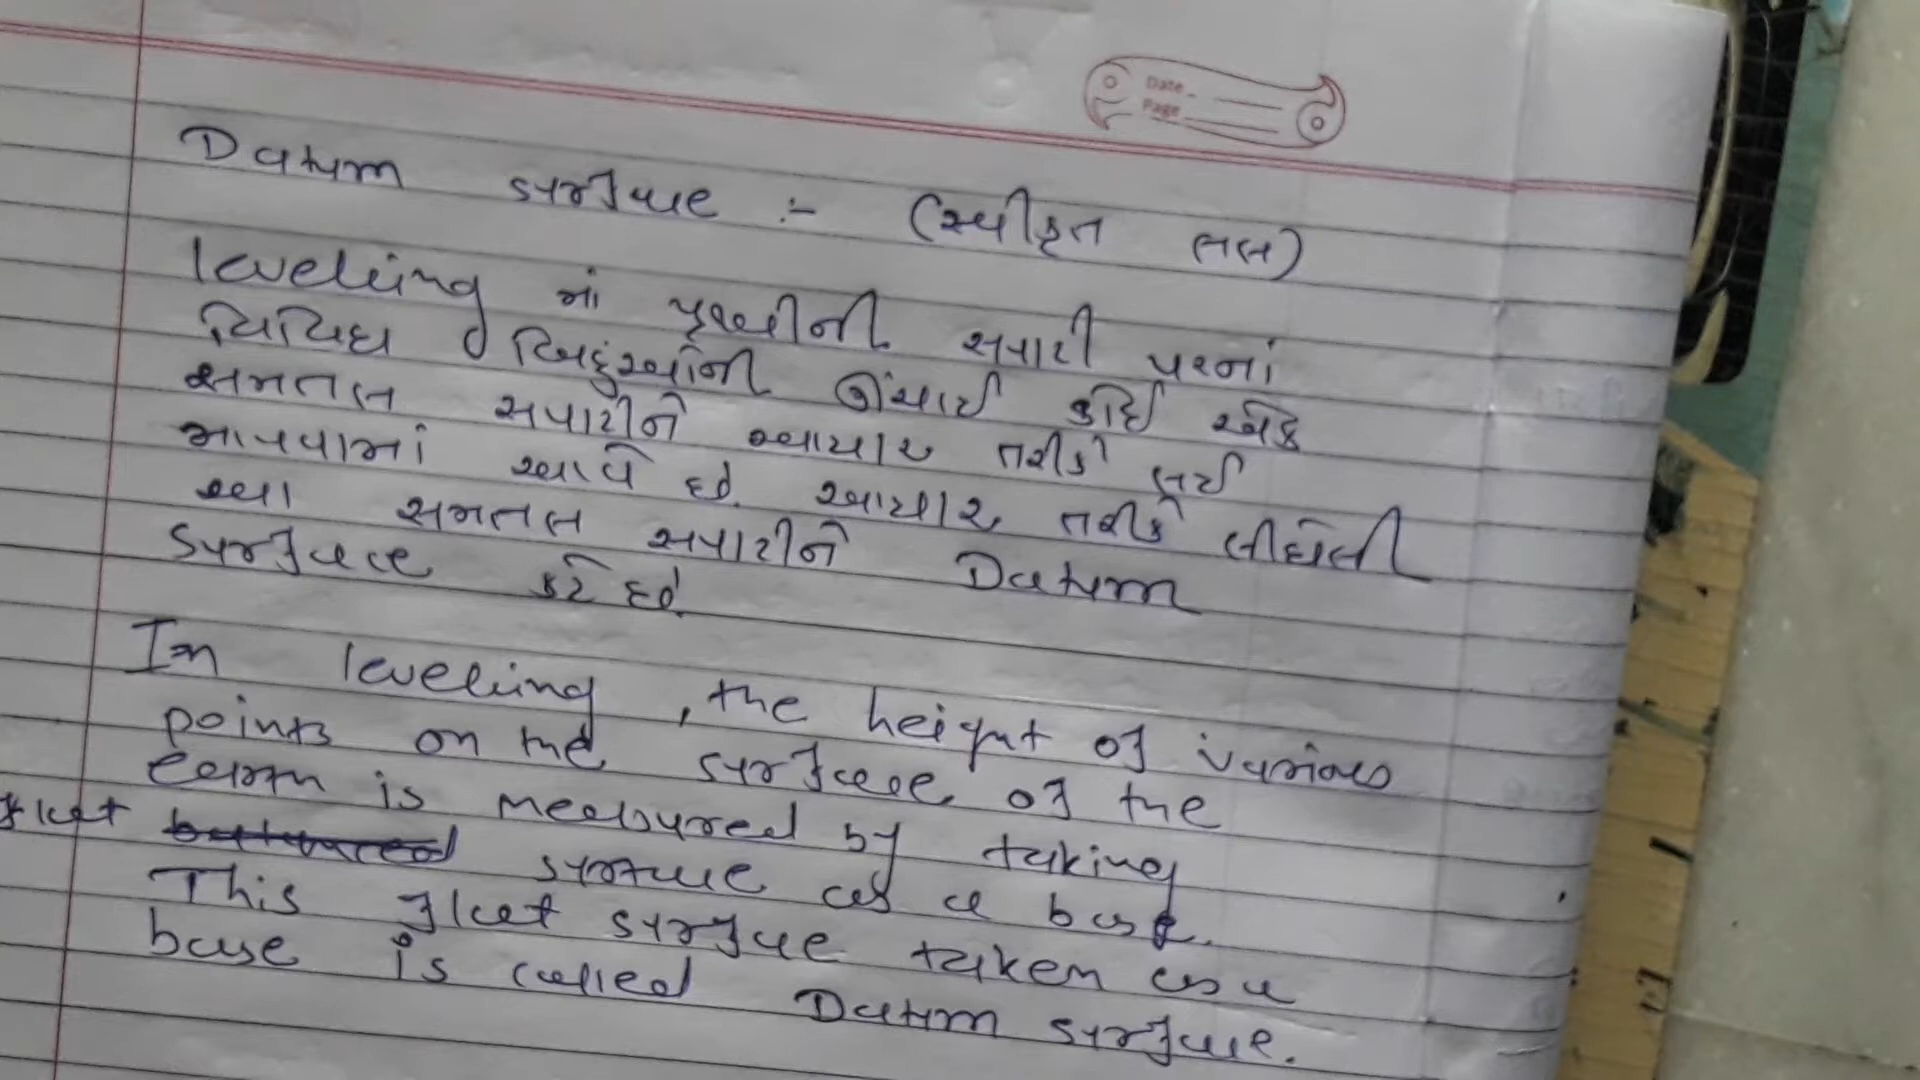 Date
Page
Datum surface :- (સ્વીકૃત તલ)
leveling માં પૃથ્વીની સપાટી પરનાં
વિવિધ બિંદુઓની ઊંચાઈ કોઈ એક
સમતલ સપાટીને આધાર તરીકે લઈ
માપવામાં આવે છે. આધાર તરીકે લીધેલી
આ સમતલ સપાટીને Datum
surface કહે છે.
In leveling, the height of various
points on the surface of the
earth is measured by taking
flat surface as a base.
This flat surface taken as a
base is called Datum surface.